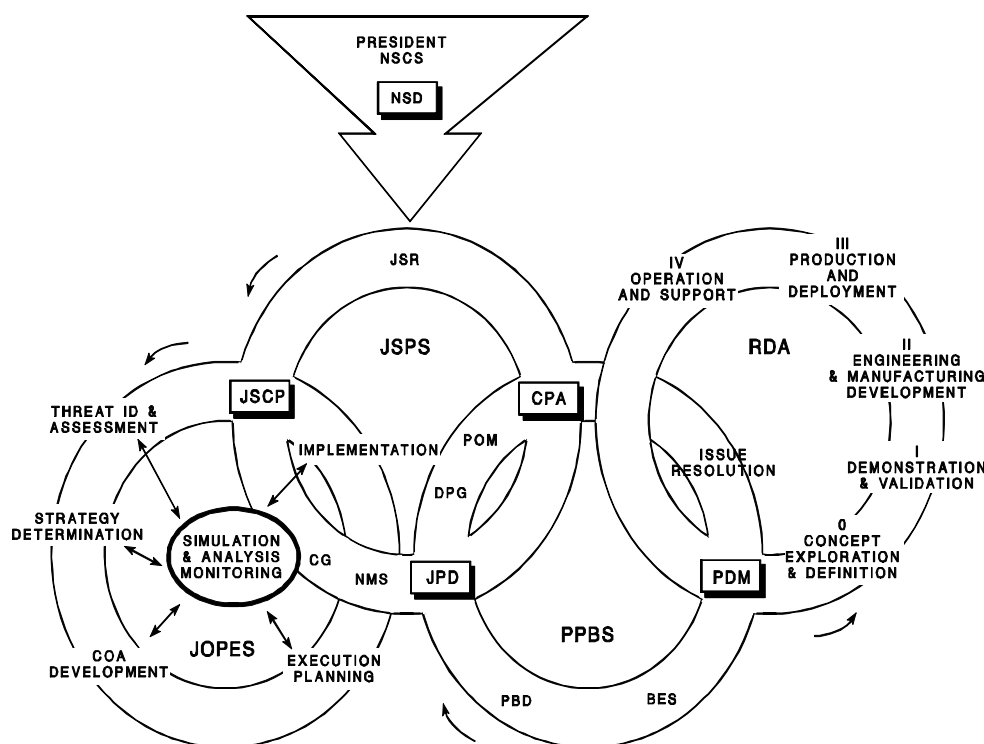 PRESIDENT
NSCS
NSD
JSR
JSPS
JSCP
CPA
IV
OPERATION
AND SUPPORT
III
PRODUCTION
AND
DEPLOYMENT
RDA
II
ENGINEERING
& MANUFACTURING
DEVELOPMENT
THREAT ID &
ASSESSMENT
IMPLEMENTATION
POM
DPG
ISSUE
RESOLUTION
I
DEMONSTRATION
& VALIDATION
STRATEGY
DETERMINATION
SIMULATION
& ANALYSIS
MONITORING
CG
NMS
JPD
PDM
0
CONCEPT
EXPLORATION
& DEFINITION
COA
DEVELOPMENT
JOPES
EXECUTION
PLANNING
PPBS
PBD
BES